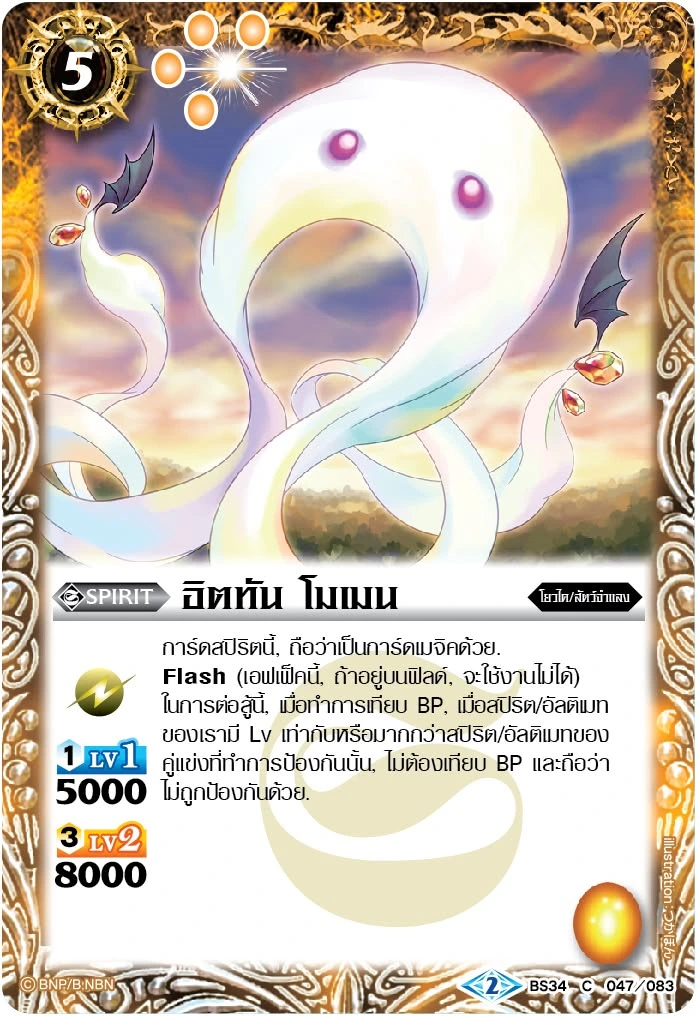 5
SPIRIT
อิตทัน โมเมน
โยวไค/สัตว์จำแลง
การ์ดสปิริตนี้, ถือว่าเป็นการ์ดเมจิคด้วย.
Flash (เอฟเฟ็คนี้, ถ้าอยู่บนฟิลด์, จะใช้งานไม่ได้)
ในการต่อสู้นี้, เมื่อทำการเทียบ BP, เมื่อสปิริต/อัลติเมท
ของเรามี Lv เท่ากับหรือมากกว่าสปิริต/อัลติเมทของ
คู่แข่งที่ทำการป้องกันนั้น, ไม่ต้องเทียบ BP และถือว่า
ไม่ถูกป้องกันด้วย.
1 LV1
5000
3 LV2
8000
illustration : つかぽん
©BNP/B,NBN
2
BS34 C 047/083